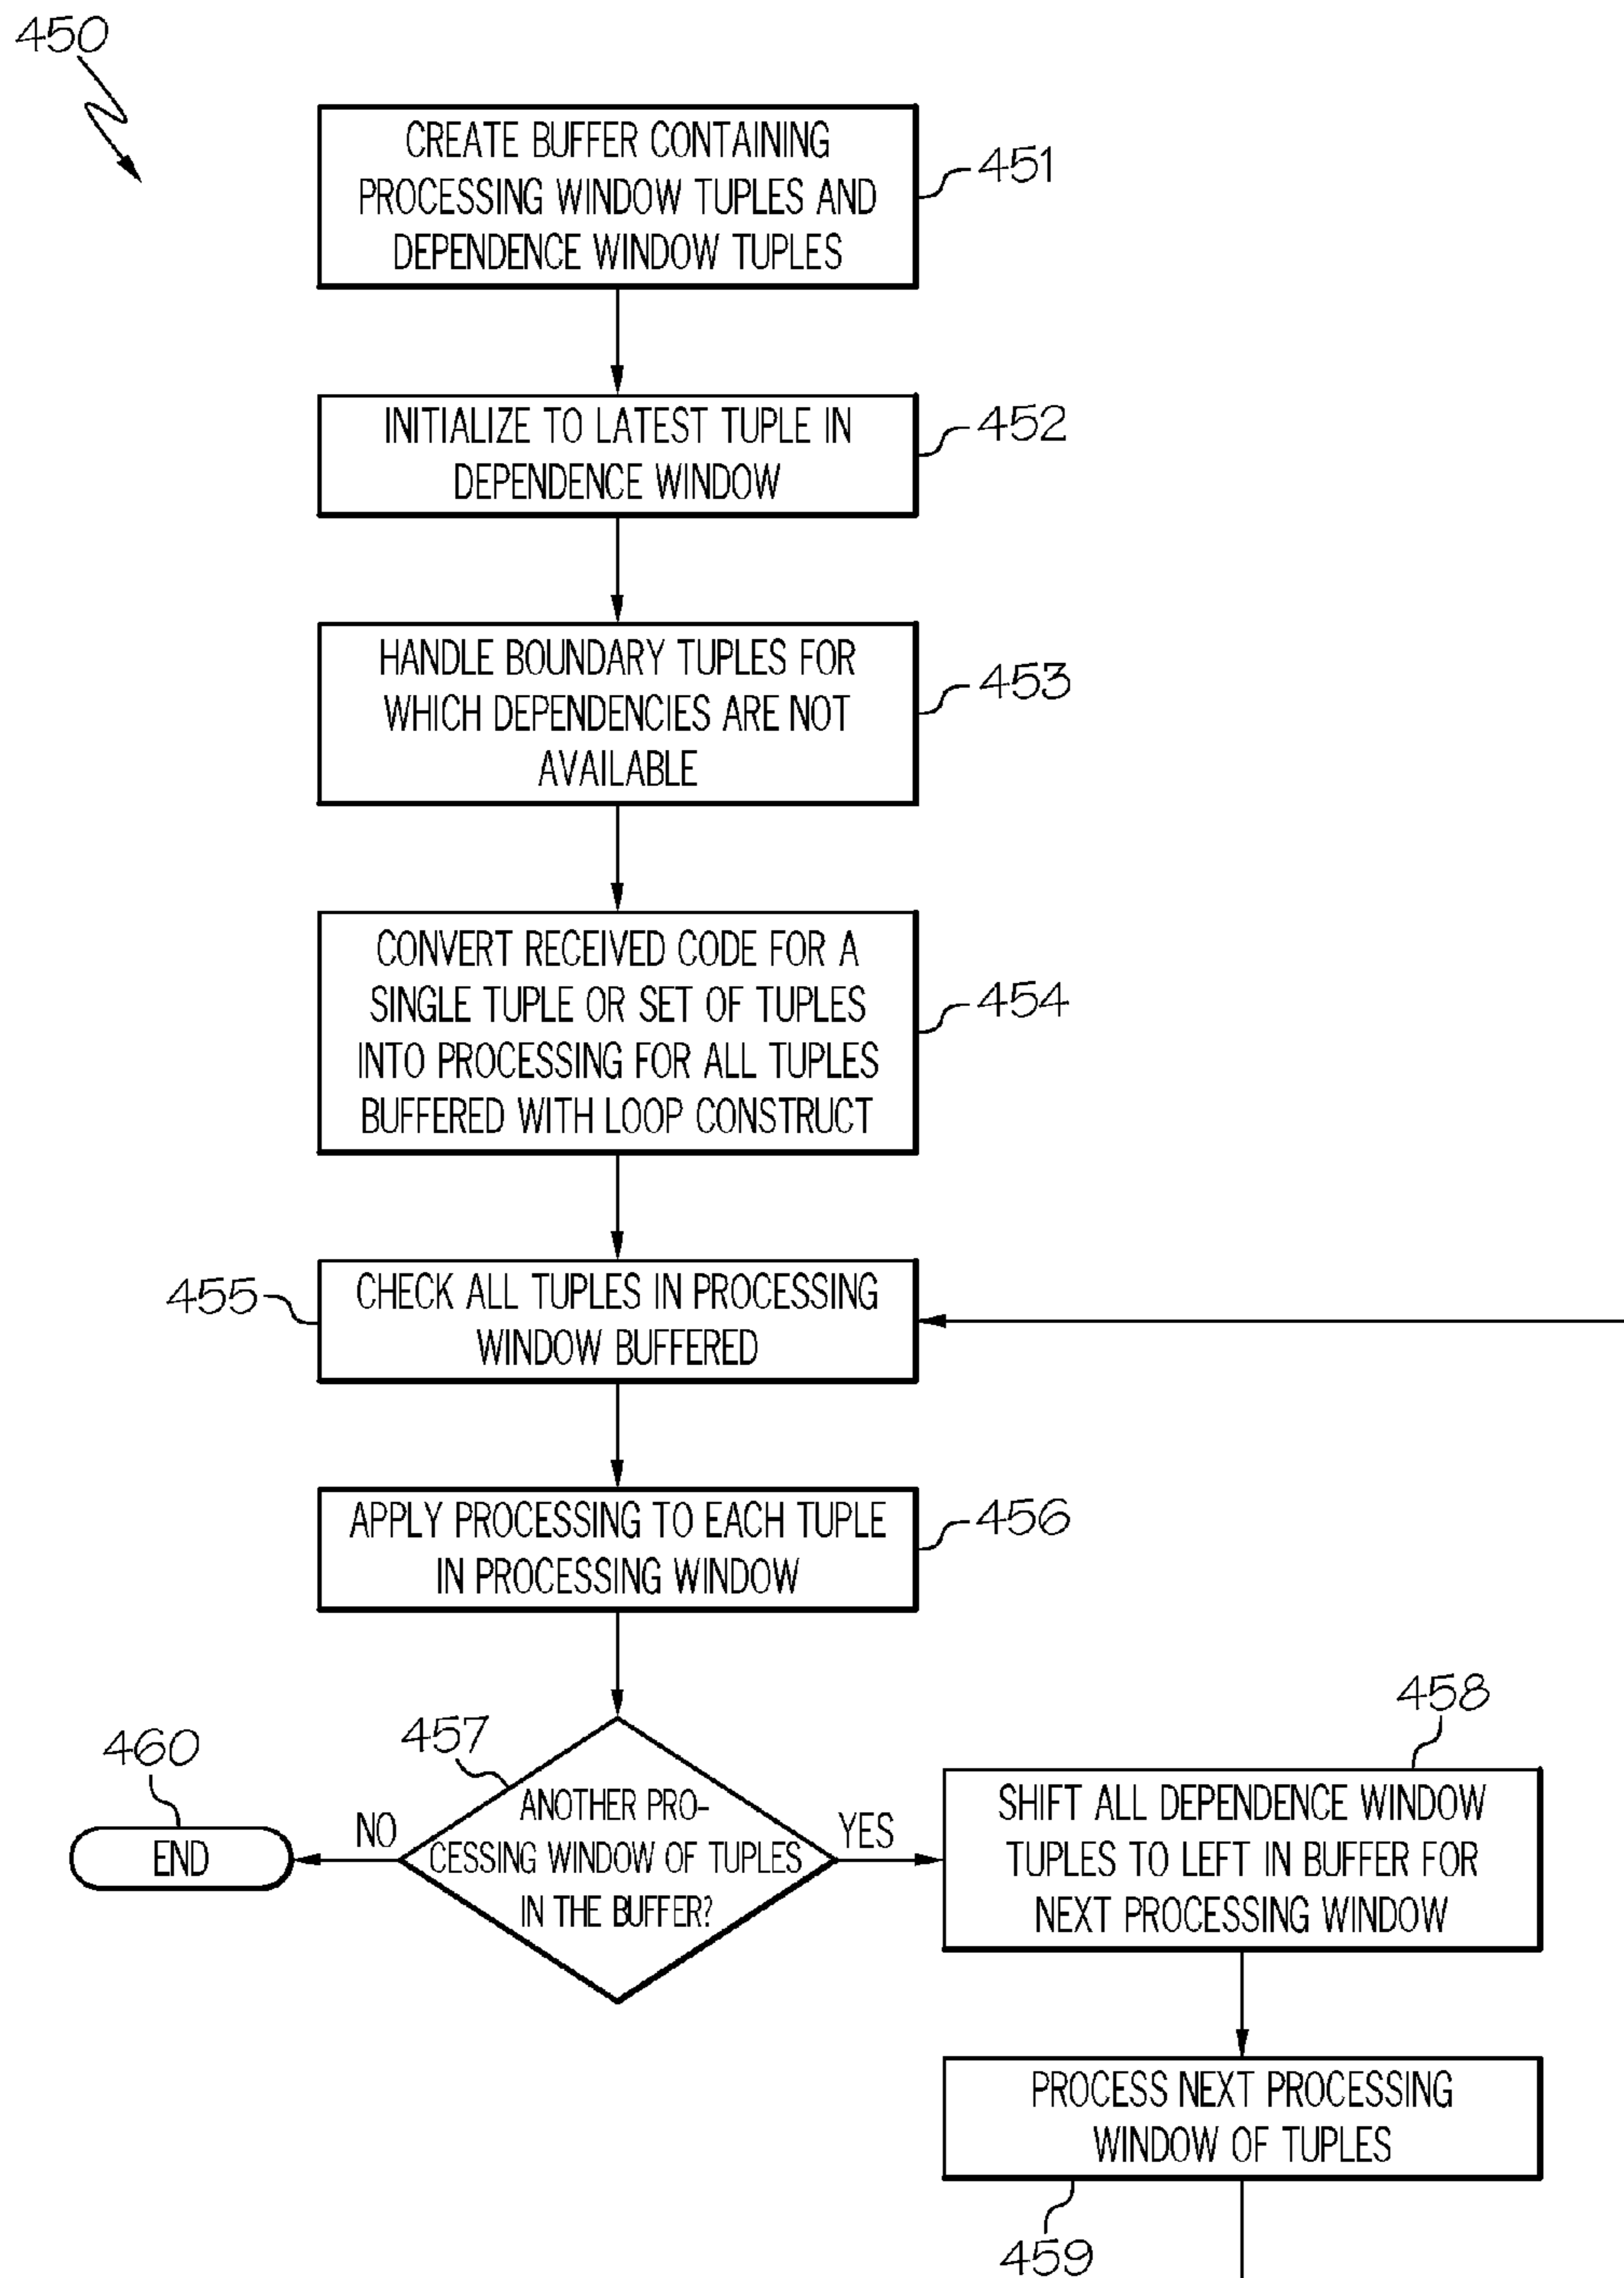 450
CREATE BUFFER CONTAINING
PROCESSING WINDOW TUPLES AND
DEPENDENCE WINDOW TUPLES
451
INITIALIZE TO LATEST TUPLE IN
DEPENDENCE WINDOW
452
HANDLE BOUNDARY TUPLES FOR
WHICH DEPENDENCIES ARE NOT
AVAILABLE
453
CONVERT RECEIVED CODE FOR A
SINGLE TUPLE OR SET OF TUPLES
INTO PROCESSING FOR ALL TUPLES
BUFFERED WITH LOOP CONSTRUCT
454
455
CHECK ALL TUPLES IN PROCESSING
WINDOW BUFFERED
APPLY PROCESSING TO EACH TUPLE
IN PROCESSING WINDOW
456
457
ANOTHER PRO-
CESSING WINDOW OF TUPLES
IN THE BUFFER?
NO
460
END
YES
458
SHIFT ALL DEPENDENCE WINDOW
TUPLES TO LEFT IN BUFFER FOR
NEXT PROCESSING WINDOW
PROCESS NEXT PROCESSING
WINDOW OF TUPLES
459